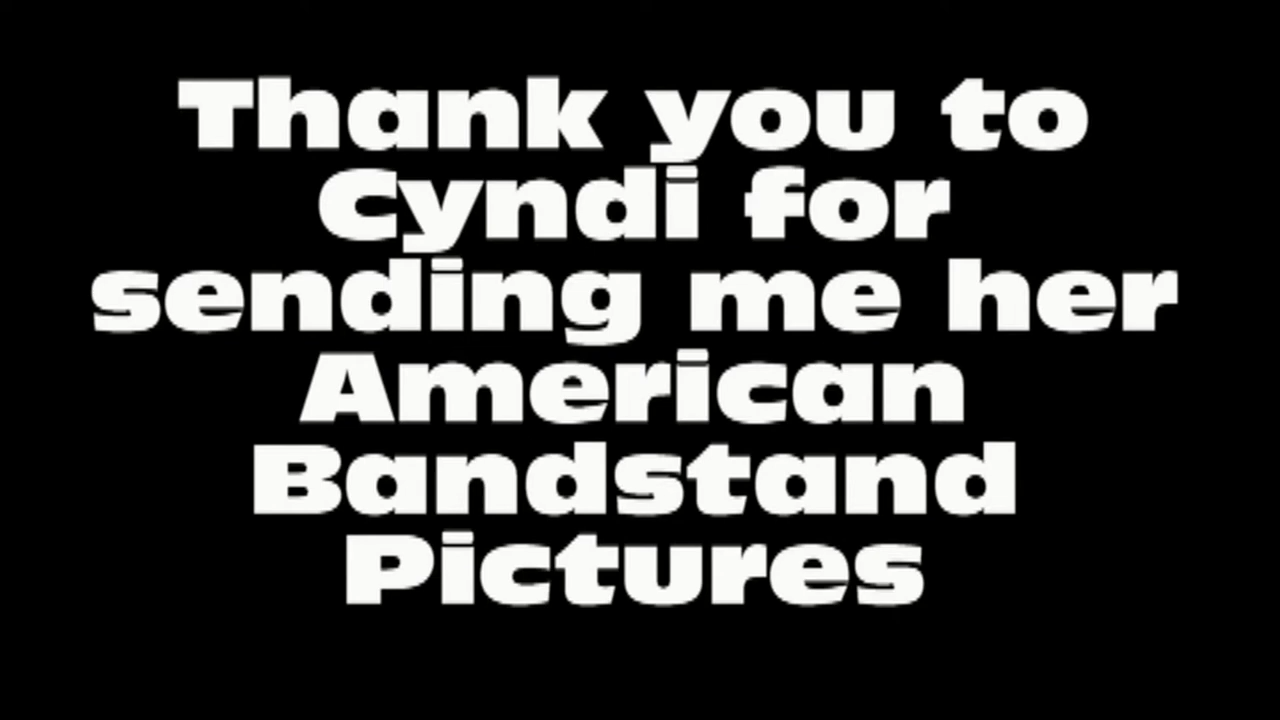 Thank you to
Cyndi for
sending me her
American
Bandstand
Pictures